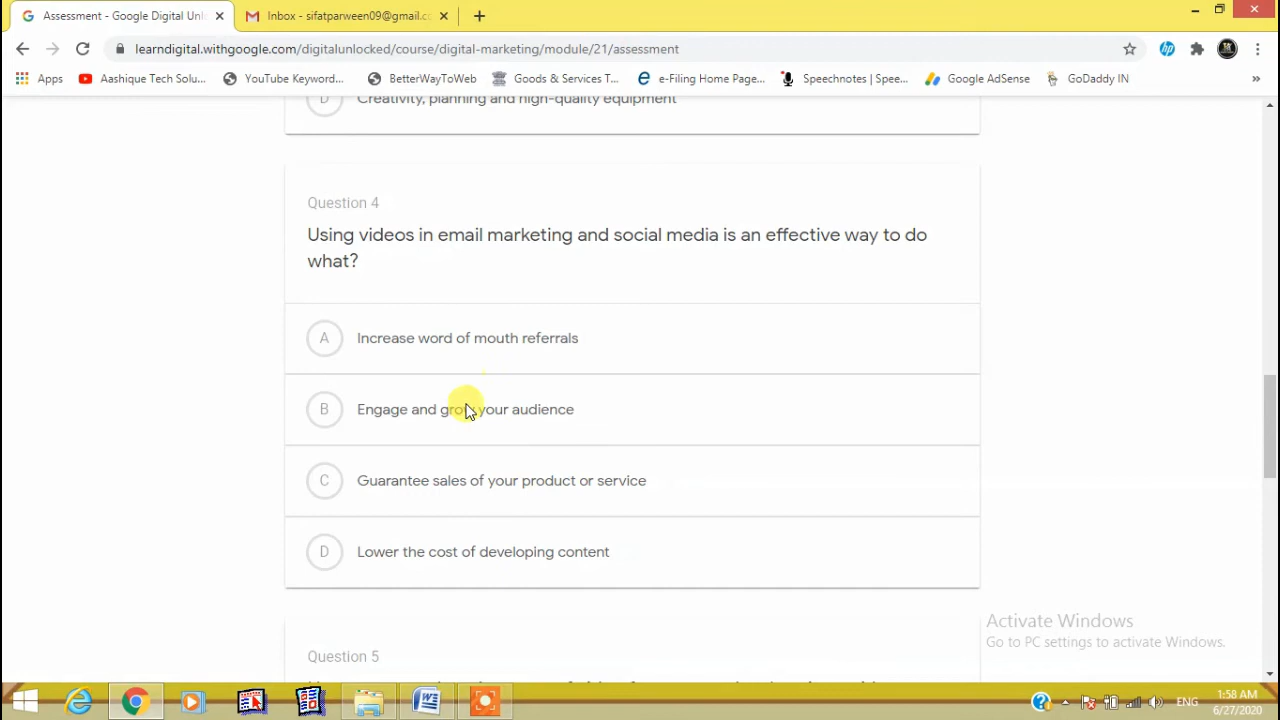 Assessment - Google Digital Unl
Inbox - sifatparween09@gmail.c
learndigital.withgoogle.com/digitalunlocked/course/digital-marketing/module/21/assessment
Apps
Aashique Tech Solu...
YouTube Keyword...
BetterWayToWeb
Goods & Services T...
e-Filing Home Page...
Speechnotes | Spee...
Google AdSense
GoDaddy IN
»
D Creativity, planning and high-quality equipment
Question 4
Using videos in email marketing and social media is an effective way to do
what?
A Increase word of mouth referrals
B Engage and grow your audience
C Guarantee sales of your product or service
D Lower the cost of developing content
Activate Windows
Go to PC settings to activate Windows.
Question 5
ENG
1:58 AM
6/27/2020